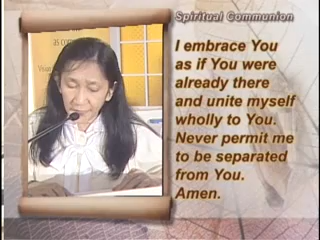 Spiritual Communion
I embrace You
as if You were
already there
and unite myself
wholly to You.
Never permit me
to be separated
from You.
Amen.